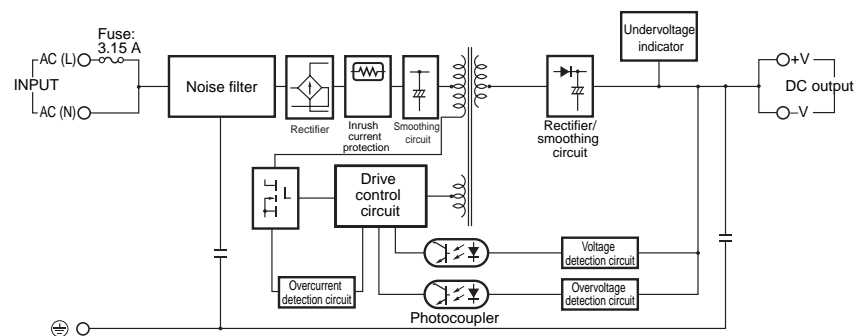 Fuse:
3.15 A
AC (L)
INPUT
AC (N)
Noise filter
Rectifier
Inrush
current
protection
Smoothing
circuit
Rectifier/
smoothing
circuit
Undervoltage
indicator
+V
DC output
−V
Drive
control
circuit
Overcurrent
detection circuit
Voltage
detection circuit
Overvoltage
detection circuit
Photocoupler